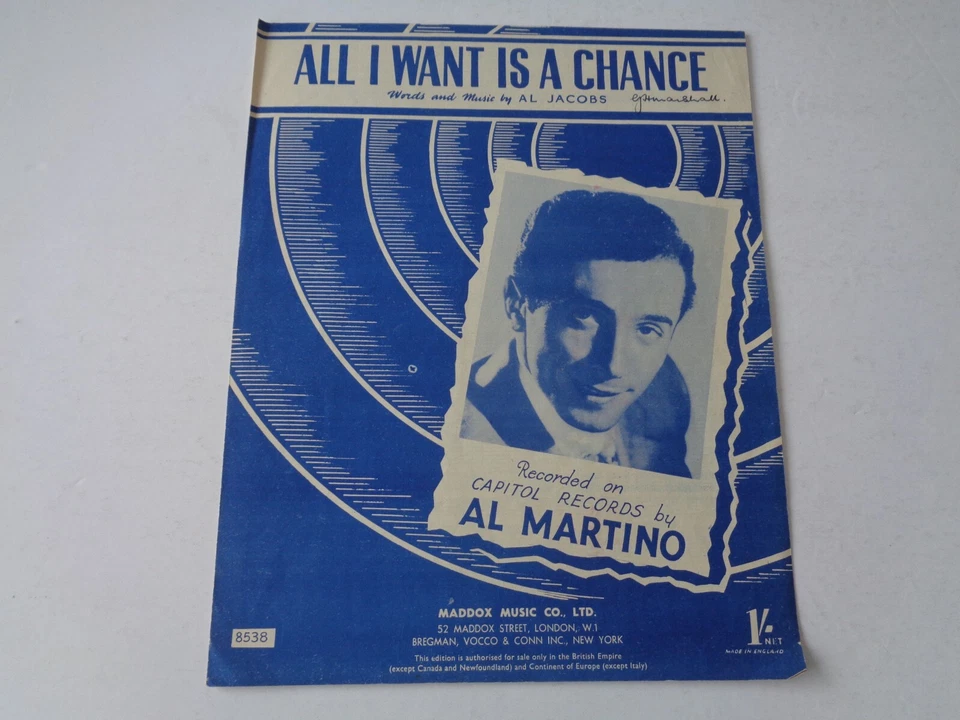 ALL I WANT IS A CHANCE
Words and Music by AL JACOBS
Recorded on
CAPITOL RECORDS by
AL MARTINO
MADDOX MUSIC CO., LTD.
52 MADDOX STREET, LONDON, W.1
BREGMAN, VOCCO & CONN INC., NEW YORK
8538
1/-
NET
MADE IN ENGLAND
This edition is authorised for sale only in the British Empire
(except Canada and Newfoundland) and Continent of Europe (except Italy)